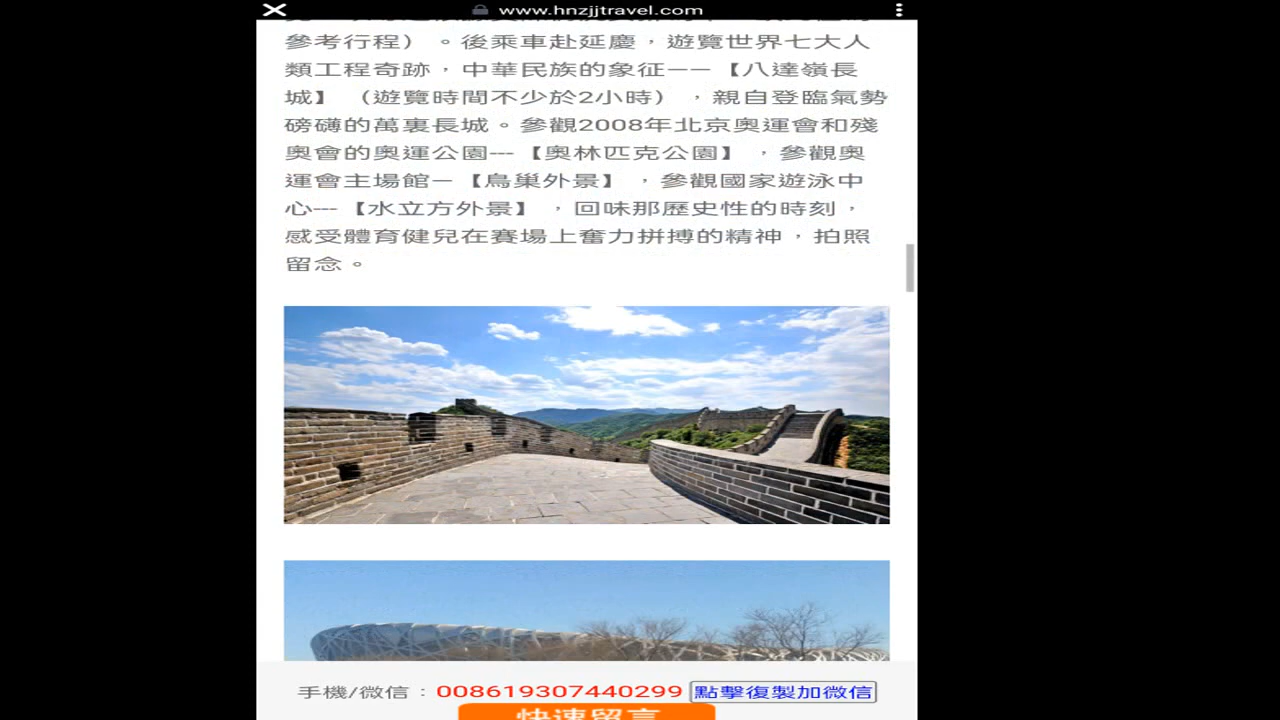 www.hnzjjtravel.com
參考行程）。後乘車赴延慶，遊覽世界七大人
類工程奇跡，中華民族的象征——【八達嶺長
城】（遊覽時間不少於2小時），親自登臨氣勢
磅礴的萬裏長城。參觀2008年北京奧運會和殘
奧會的奧運公園---【奧林匹克公園】，參觀奧
運會主場館—【鳥巢外景】，參觀國家遊泳中
心---【水立方外景】，回味那歷史性的時刻，
感受體育健兒在賽場上奮力拼搏的精神，拍照
留念。
手機/微信：008619307440299 點擊復製加微信
快速留言